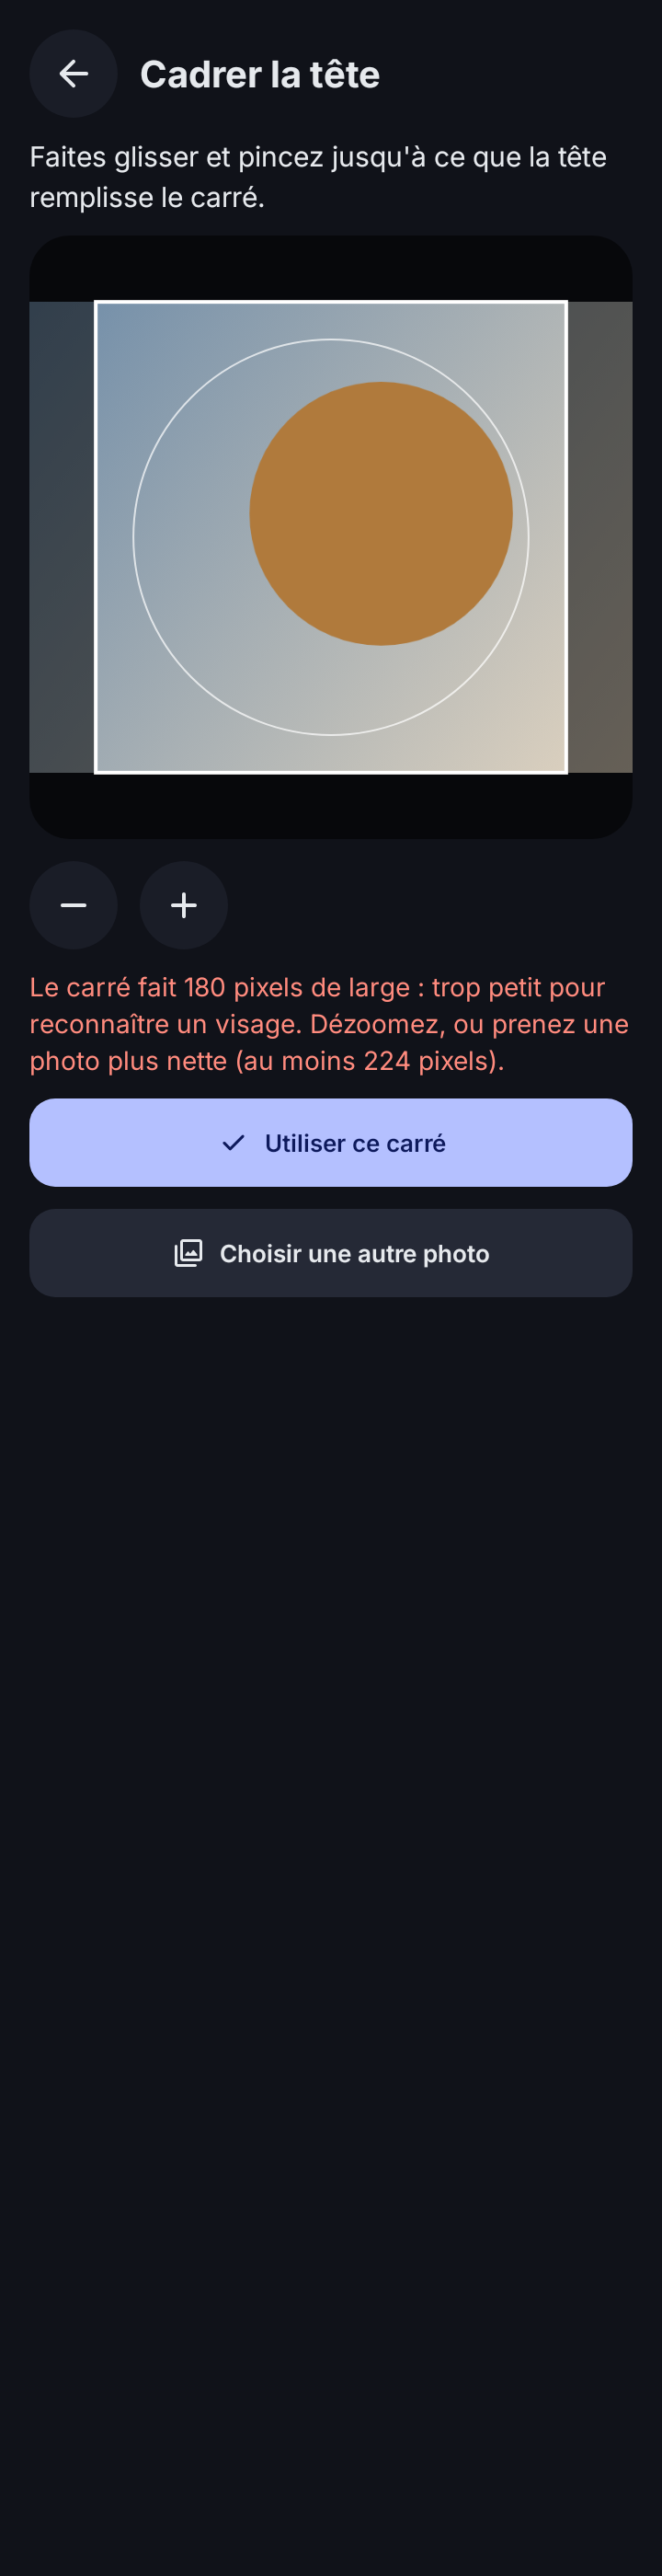 Cadrer la tête
Faites glisser et pincez jusqu'à ce que la tête
remplisse le carré.
Le carré fait 180 pixels de large : trop petit pour
reconnaître un visage. Dézoomez, ou prenez une
photo plus nette (au moins 224 pixels).
Utiliser ce carré
Choisir une autre photo